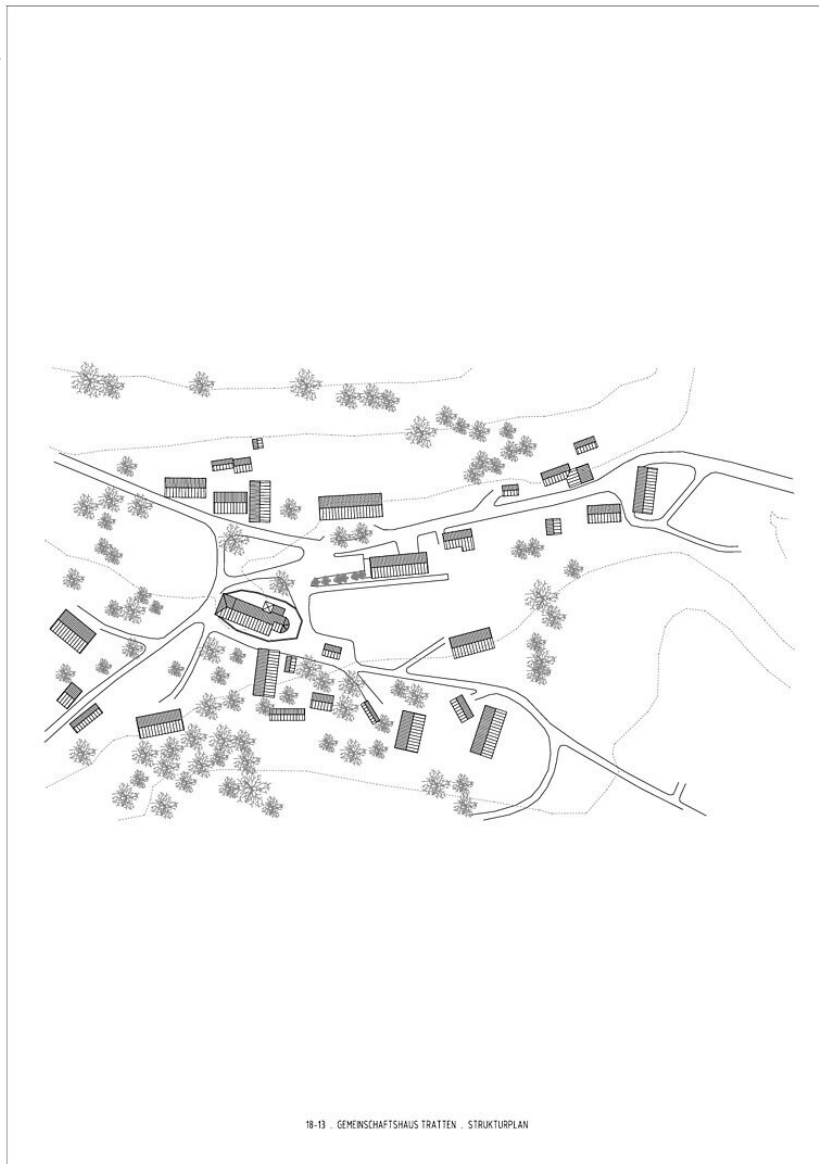 18-13 . GEMEINSCHAFTSHAUS TRATTEN . STRUKTURPLAN